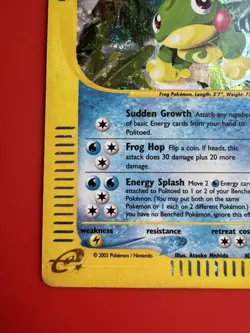 Frog Pokémon, Length: 3'7", Weight: 75
Sudden Growth Attach any number
of basic Energy cards from your hand to
Politoed.
Frog Hop Flip a coin. If heads, this
attack does 30 damage plus 20 more
damage.
Energy Splash Move 2 Energy cards
attached to Politoed to 1 or 2 of your Benched
Pokémon. (You may put both on the same
Pokémon or 1 each on 2 different Pokémon.)
you have no Benched Pokémon, ignore this ef
weakness resistance retreat cos
Illus. Atsuko Nishida
© 2003 Pokémon / Nintendo
e